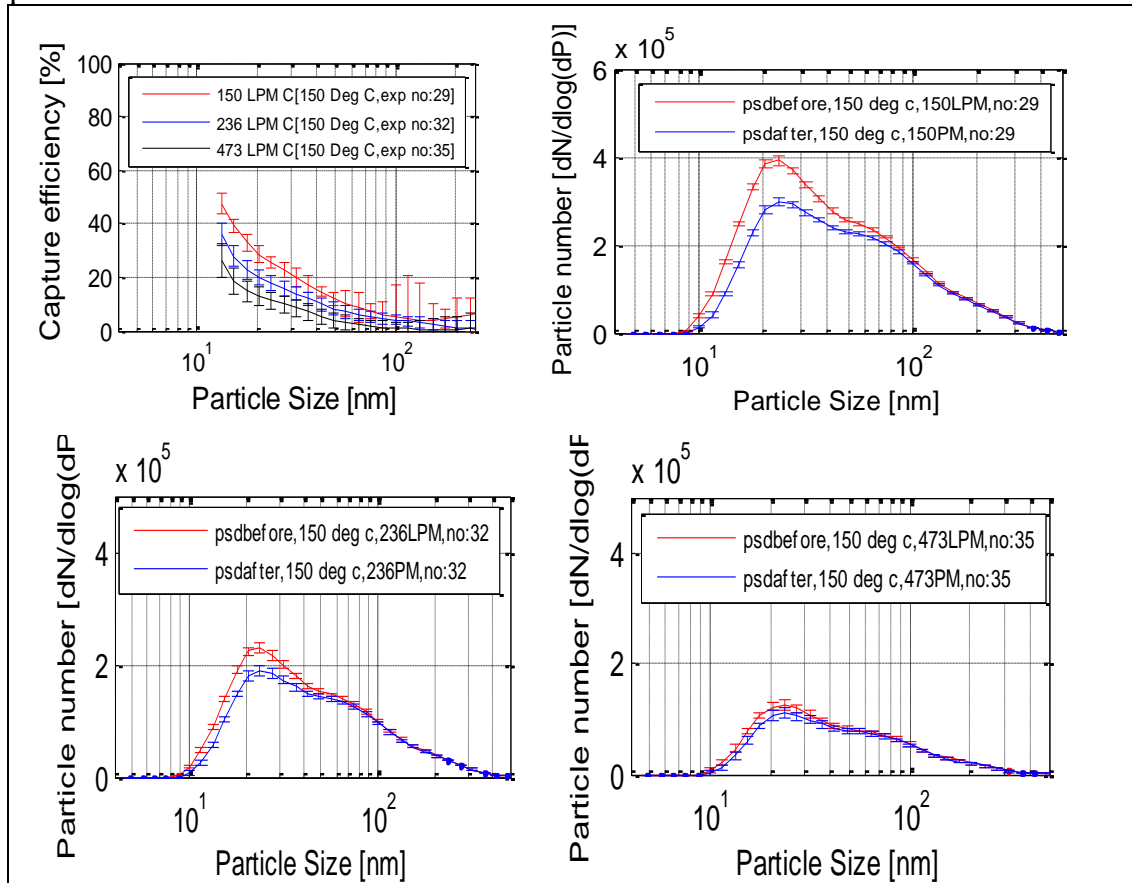 Capture efficiency [%]
100
80
60
40
20
0
150 LPM C[150 Deg C,exp no:29]
236 LPM C[150 Deg C,exp no:32]
473 LPM C[150 Deg C,exp no:35]
10^1
10^2
Particle Size [nm]
x 10^5
Particle number [dN/dlog(dP)]
6
4
2
0
psdbefore,150 deg c,150LPM,no:29
psdafter,150 deg c,150PM,no:29
10^1
10^2
Particle Size [nm]
x 10^5
Particle number [dN/dlog(dP
4
2
0
psdbefore,150 deg c,236LPM,no:32
psdafter,150 deg c,236PM,no:32
10^1
10^2
Particle Size [nm]
x 10^5
Particle number [dN/dlog(dF
4
2
0
psdbefore,150 deg c,473LPM,no:35
psdafter,150 deg c,473PM,no:35
10^1
10^2
Particle Size [nm]